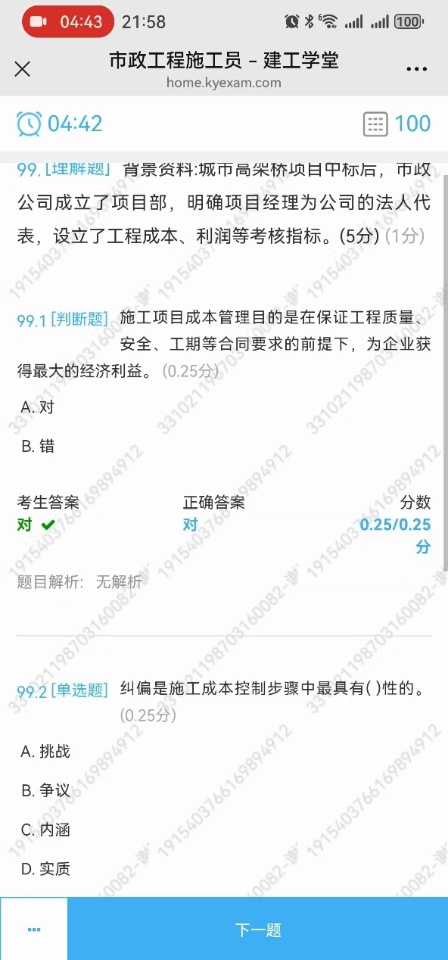 04:43 21:58 100
市政工程施工员 - 建工学堂
home.kyexam.com
04:42 100
99. [理解题] 背景资料:城市高架桥项目中标后，市政
公司成立了项目部，明确项目经理为公司的法人代
表，设立了工程成本、利润等考核指标。(5分) (1分)
99.1 [判断题] 施工项目成本管理目的是在保证工程质量、
安全、工期等合同要求的前提下，为企业获
得最大的经济利益。 (0.25分)
A. 对
B. 错
考生答案 正确答案 分数
对 对 0.25/0.25
分
题目解析: 无解析
99.2 [单选题] 纠偏是施工成本控制步骤中最具有( )性的。
(0.25分)
A. 挑战
B. 争议
C. 内涵
D. 实质
下一题